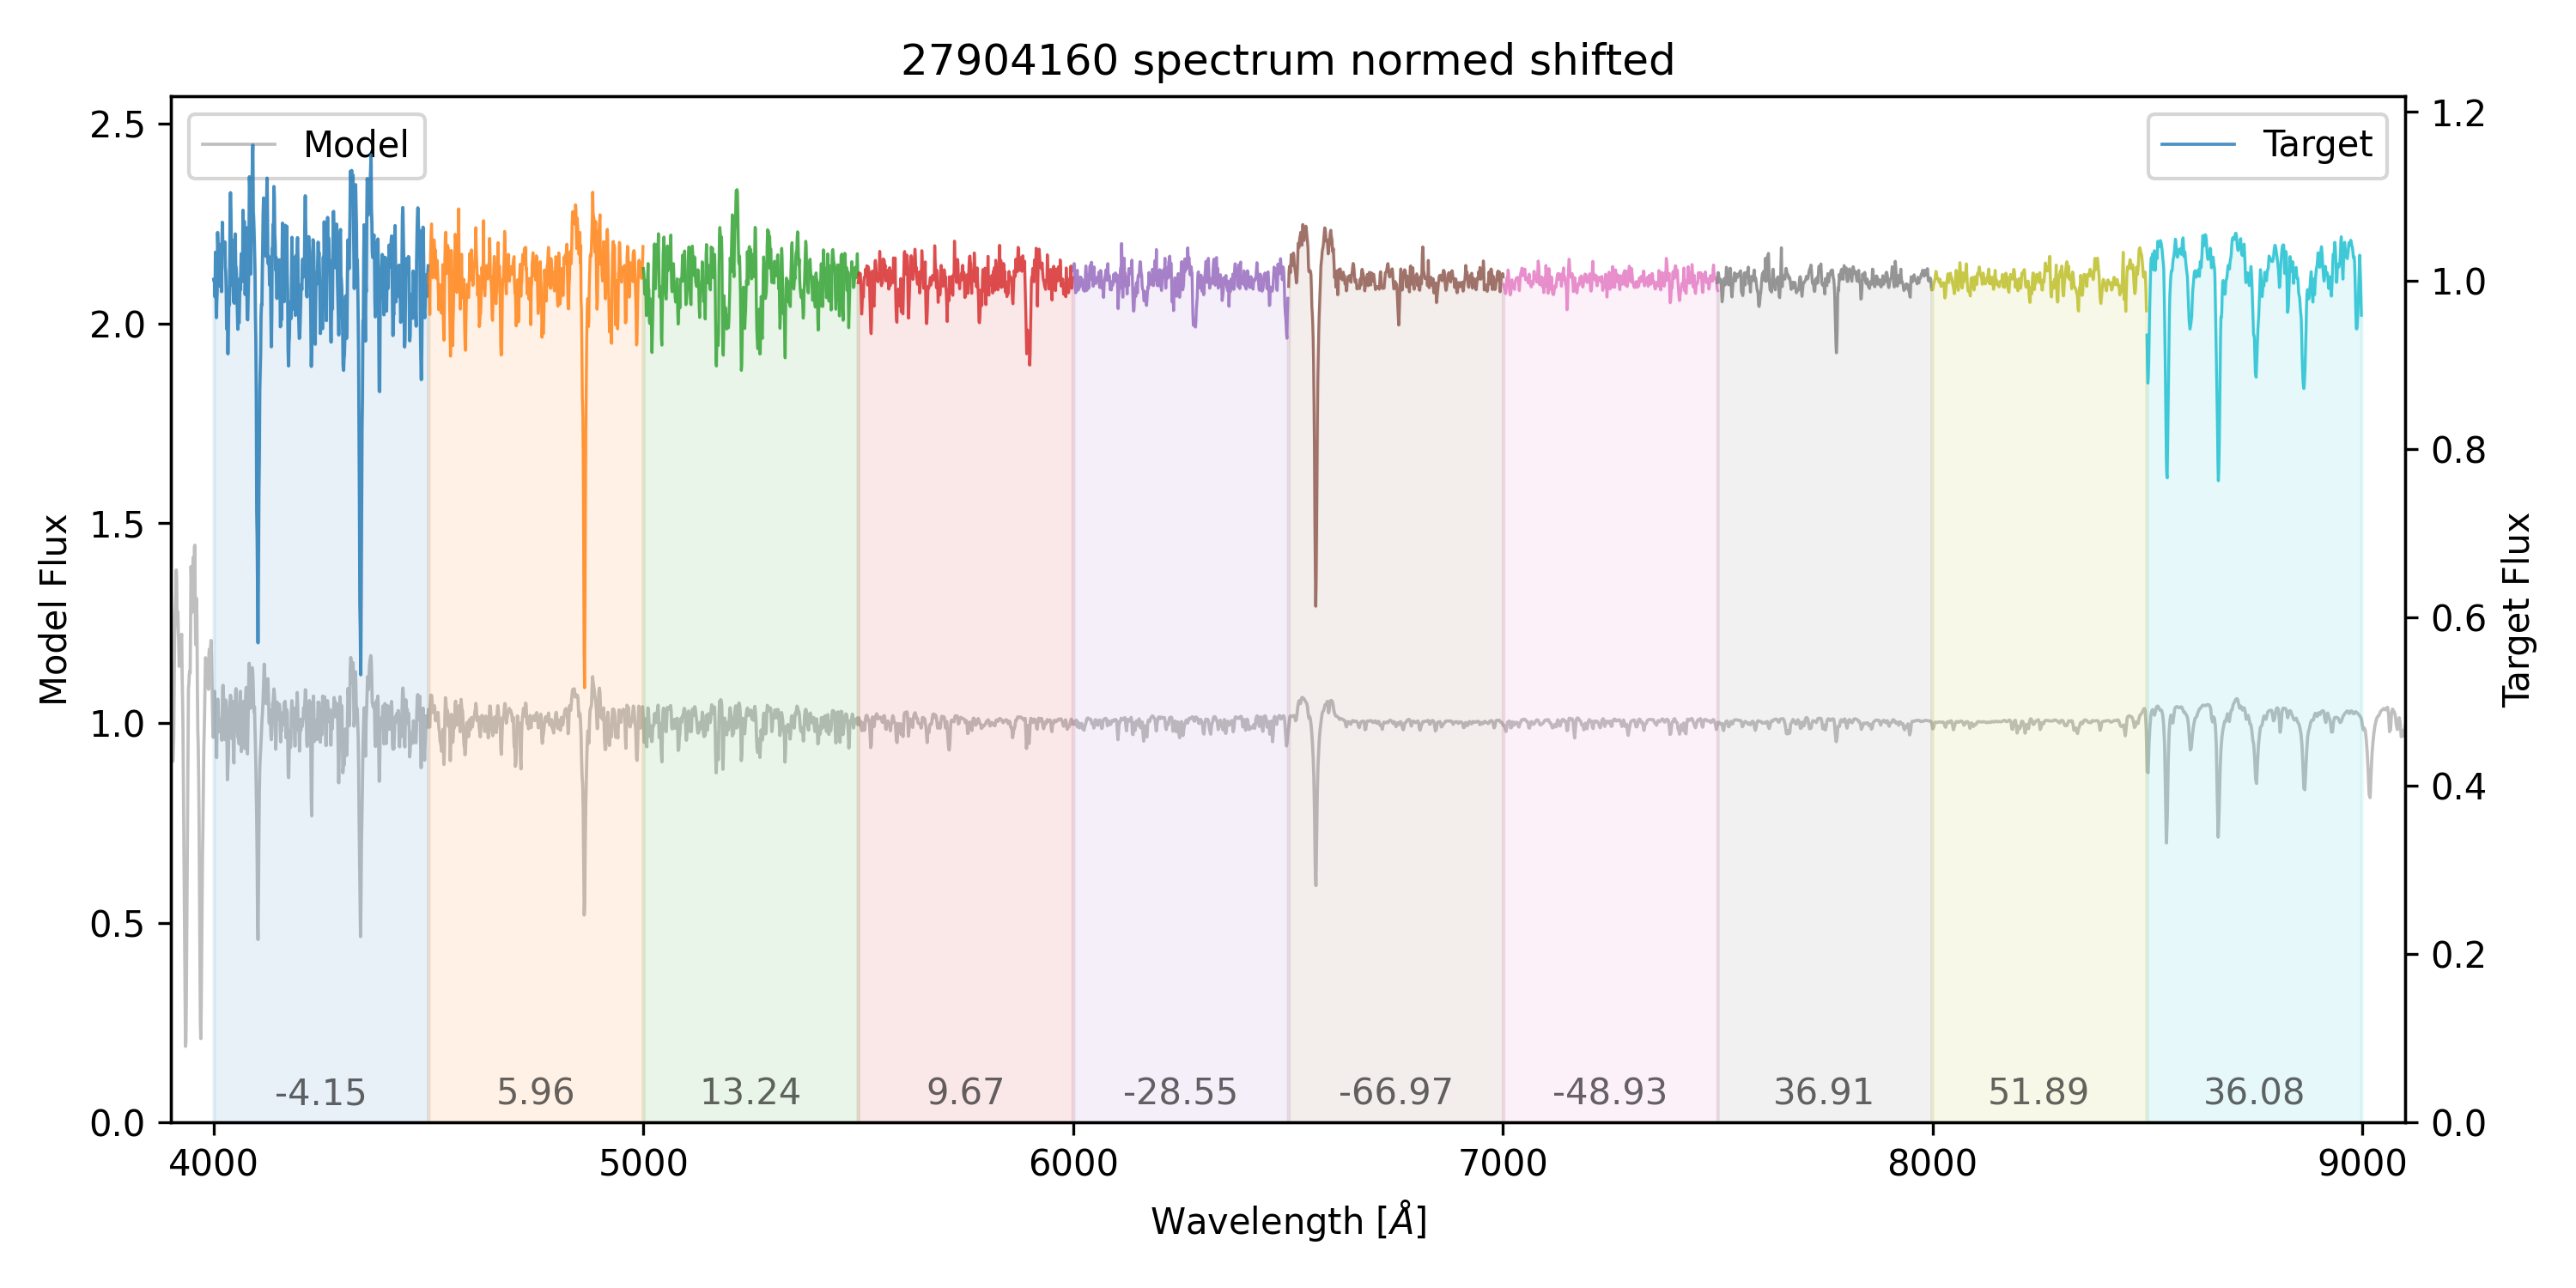 27904160 spectrum normed shifted
Model
Target
2.5
2.0
1.5
1.0
0.5
0.0
Model Flux
1.2
1.0
0.8
0.6
0.4
0.2
0.0
Target Flux
-4.15 5.96 13.24 9.67 -28.55 -66.97 -48.93 36.91 51.89 36.08
4000 5000 6000 7000 8000 9000
Wavelength [Å]